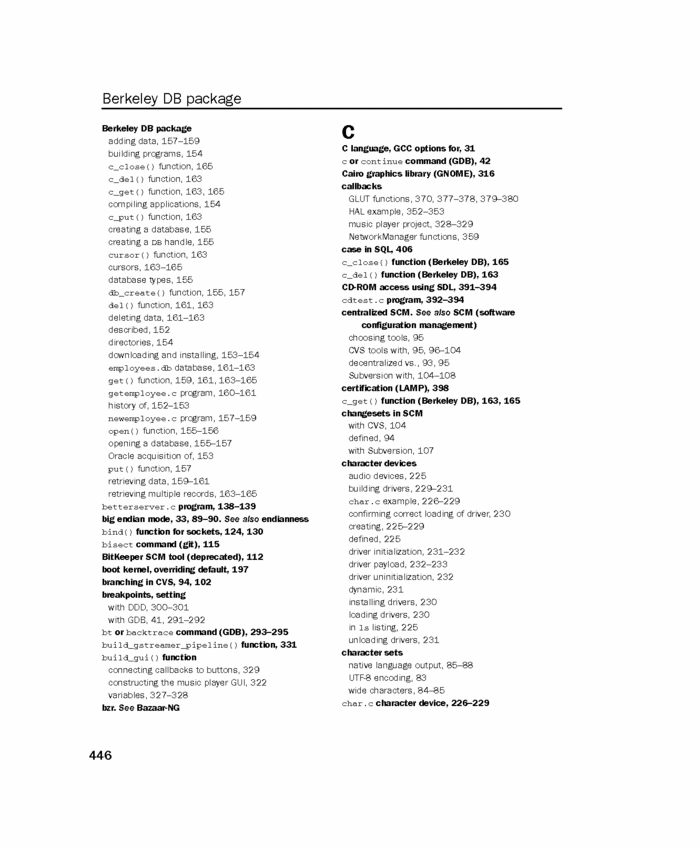 Berkeley DB package
Berkeley DB package
adding data, 157–159
building programs, 154
c_close() function, 165
c_del() function, 163
c_get() function, 163, 165
compiling applications, 154
c_put() function, 163
creating a database, 155
creating a DB handle, 155
cursor() function, 163
cursors, 163–165
database types, 155
db_create() function, 155, 157
del() function, 161, 163
deleting data, 161–163
described, 152
directories, 154
downloading and installing, 153–154
employees.db database, 161–163
get() function, 159, 161, 163–165
getemployee.c program, 160–161
history of, 152–153
newemployee.c program, 157–159
open() function, 155–156
opening a database, 155–157
Oracle acquisition of, 153
put() function, 157
retrieving data, 159–161
retrieving multiple records, 163–165
betterserver.c program, 138–139
big endian mode, 33, 89–90. See also endianness
bind() function for sockets, 124, 130
bisect command (git), 115
BitKeeper SCM tool (deprecated), 112
boot kernel, overriding default, 197
branching in CVS, 94, 102
breakpoints, setting
with DDD, 300–301
with GDB, 41, 291–292
bt or backtrace command (GDB), 293–295
build_gstreamer_pipeline() function, 331
build_gui() function
connecting callbacks to buttons, 329
constructing the music player GUI, 322
variables, 327–328
bzr. See Bazaar-NG
C
C language, GCC options for, 31
c or continue command (GDB), 42
Cairo graphics library (GNOME), 316
callbacks
GLUT functions, 370, 377–378, 379–380
HAL example, 352–353
music player project, 328–329
NetworkManager functions, 359
case in SQL, 406
c_close() function (Berkeley DB), 165
c_del() function (Berkeley DB), 163
CD-ROM access using SDL, 391–394
cdtest.c program, 392–394
centralized SCM. See also SCM (software
configuration management)
choosing tools, 95
CVS tools with, 95, 96–104
decentralized vs., 93, 95
Subversion with, 104–108
certification (LAMP), 398
c_get() function (Berkeley DB), 163, 165
changesets in SCM
with CVS, 104
defined, 94
with Subversion, 107
character devices
audio devices, 225
building drivers, 229–231
char.c example, 226–229
confirming correct loading of driver, 230
creating, 225–229
defined, 225
driver initialization, 231–232
driver payload, 232–233
driver uninitialization, 232
dynamic, 231
installing drivers, 230
loading drivers, 230
in ls listing, 225
unloading drivers, 231
character sets
native language output, 85–88
UTF-8 encoding, 83
wide characters, 84–85
char.c character device, 226–229
446